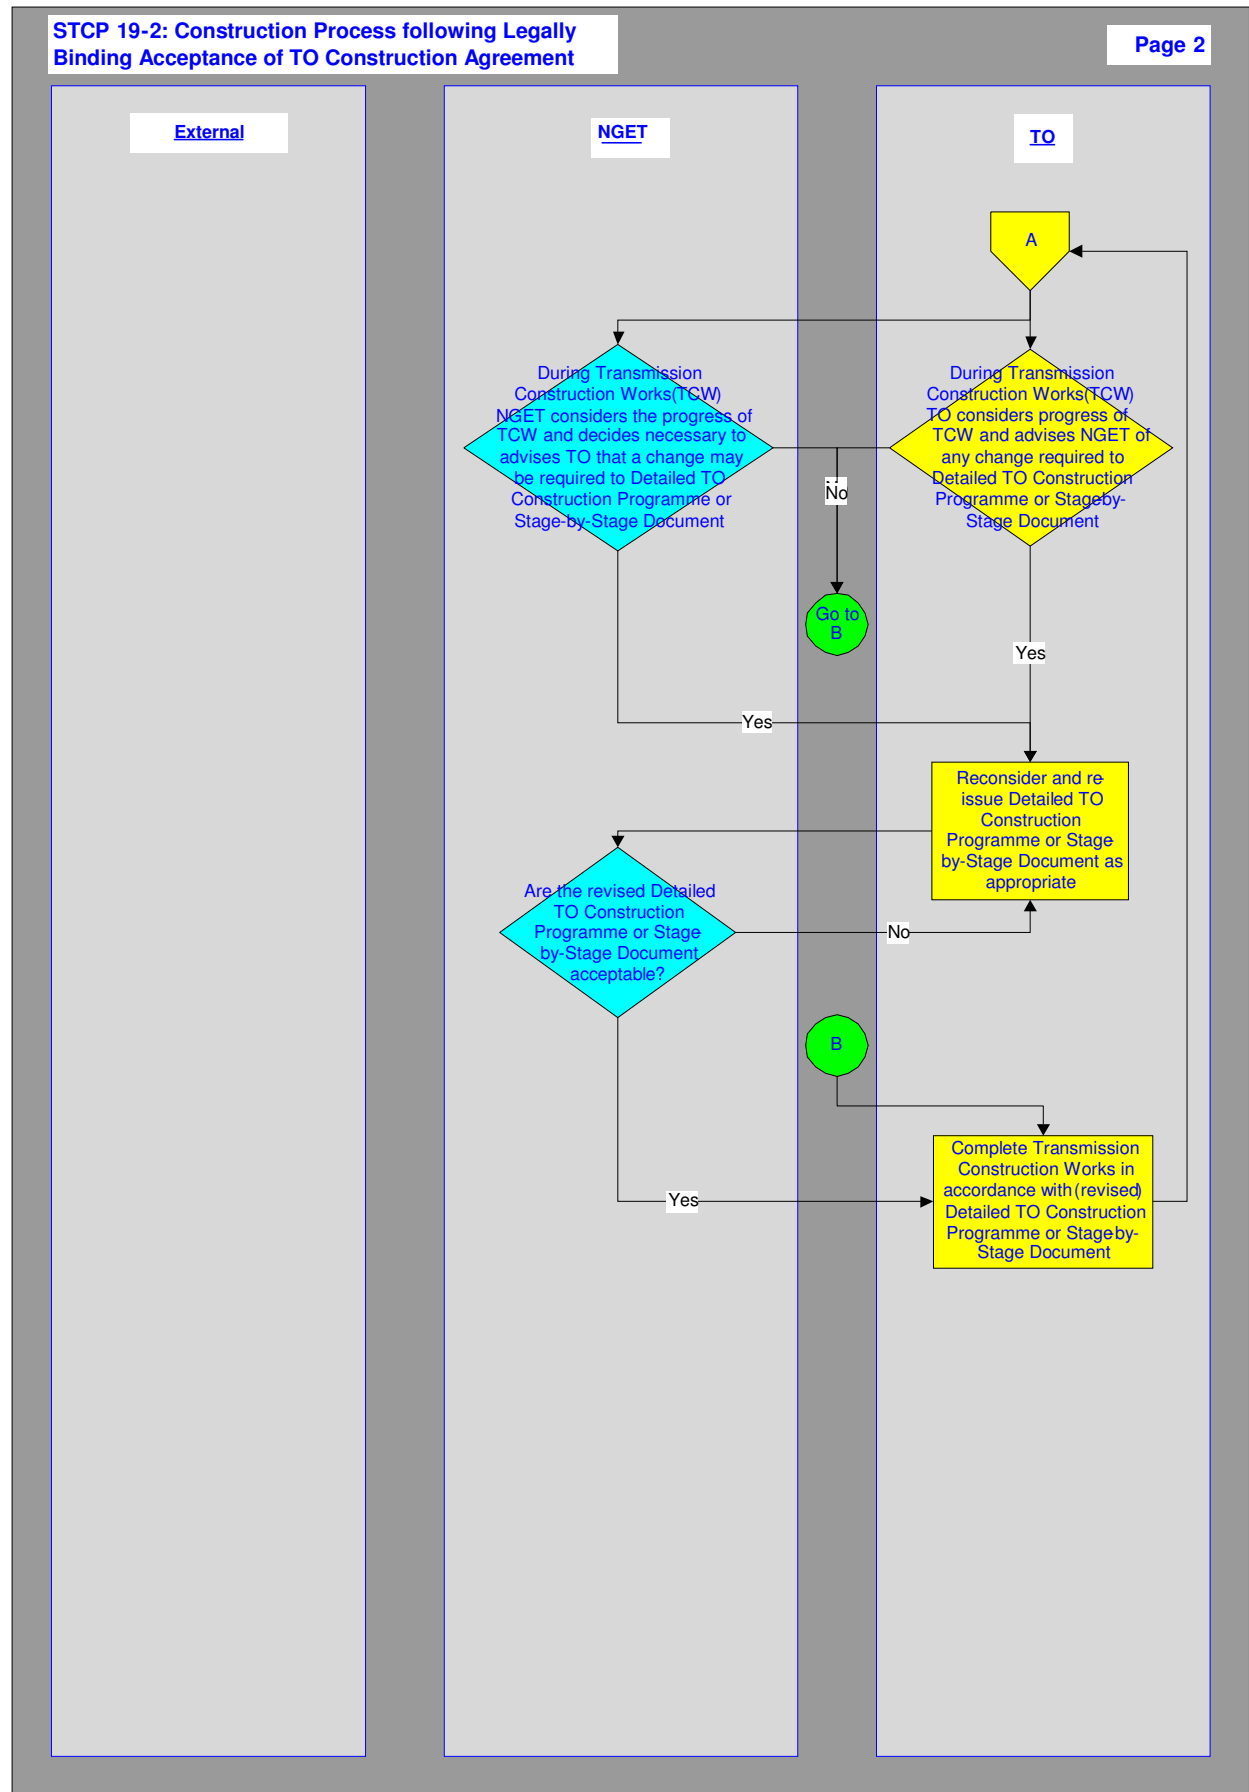 STCP 19-2: Construction Process following Legally
Binding Acceptance of TO Construction Agreement
Page 2
External
NGET
TO
A
During Transmission
Construction Works(TCW)
NGET considers the progress of
TCW and decides necessary to
advises TO that a change may
be required to Detailed TO
Construction Programme or
Stage-by-Stage Document
During Transmission
Construction Works(TCW)
TO considers progress of
TCW and advises NGET of
any change required to
Detailed TO Construction
Programme or Stageby-
Stage Document
No
Go to
B
Yes
Yes
Reconsider and re-
issue Detailed TO
Construction
Programme or Stage-
by-Stage Document as
appropriate
Are the revised Detailed
TO Construction
Programme or Stage-
by-Stage Document
acceptable?
No
B
Complete Transmission
Construction Works in
accordance with (revised)
Detailed TO Construction
Programme or Stageby-
Stage Document
Yes